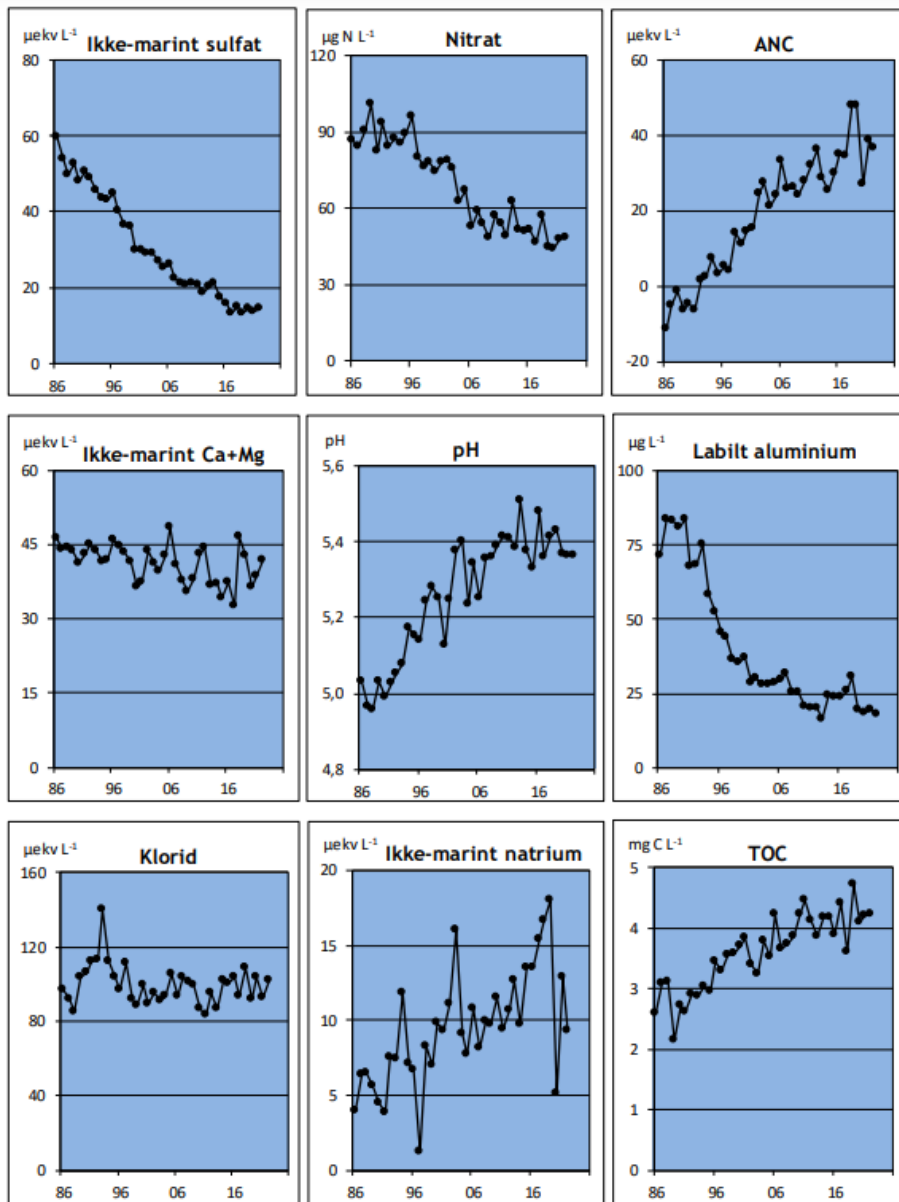 µekv L⁻¹
Ikke-marint sulfat
80
60
40
20
0
86 96 06 16
µg N L⁻¹
Nitrat
120
90
60
30
0
86 96 06 16
µekv L⁻¹
ANC
60
40
20
0
-20
86 96 06 16
µekv L⁻¹
Ikke-marint Ca+Mg
60
45
30
15
0
86 96 06 16
pH
pH
5,6
5,4
5,2
5,0
4,8
86 96 06 16
µg L⁻¹
Labilt aluminium
100
75
50
25
0
86 96 06 16
µekv L⁻¹
Klorid
160
120
80
40
0
86 96 06 16
µekv L⁻¹
Ikke-marint natrium
20
15
10
5
0
86 96 06 16
mg C L⁻¹
TOC
5
4
3
2
1
0
86 96 06 16